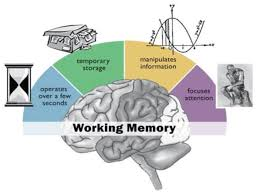 temporary
storage
manipulates
information
operates
over a few
seconds
focuses
attention
Working Memory